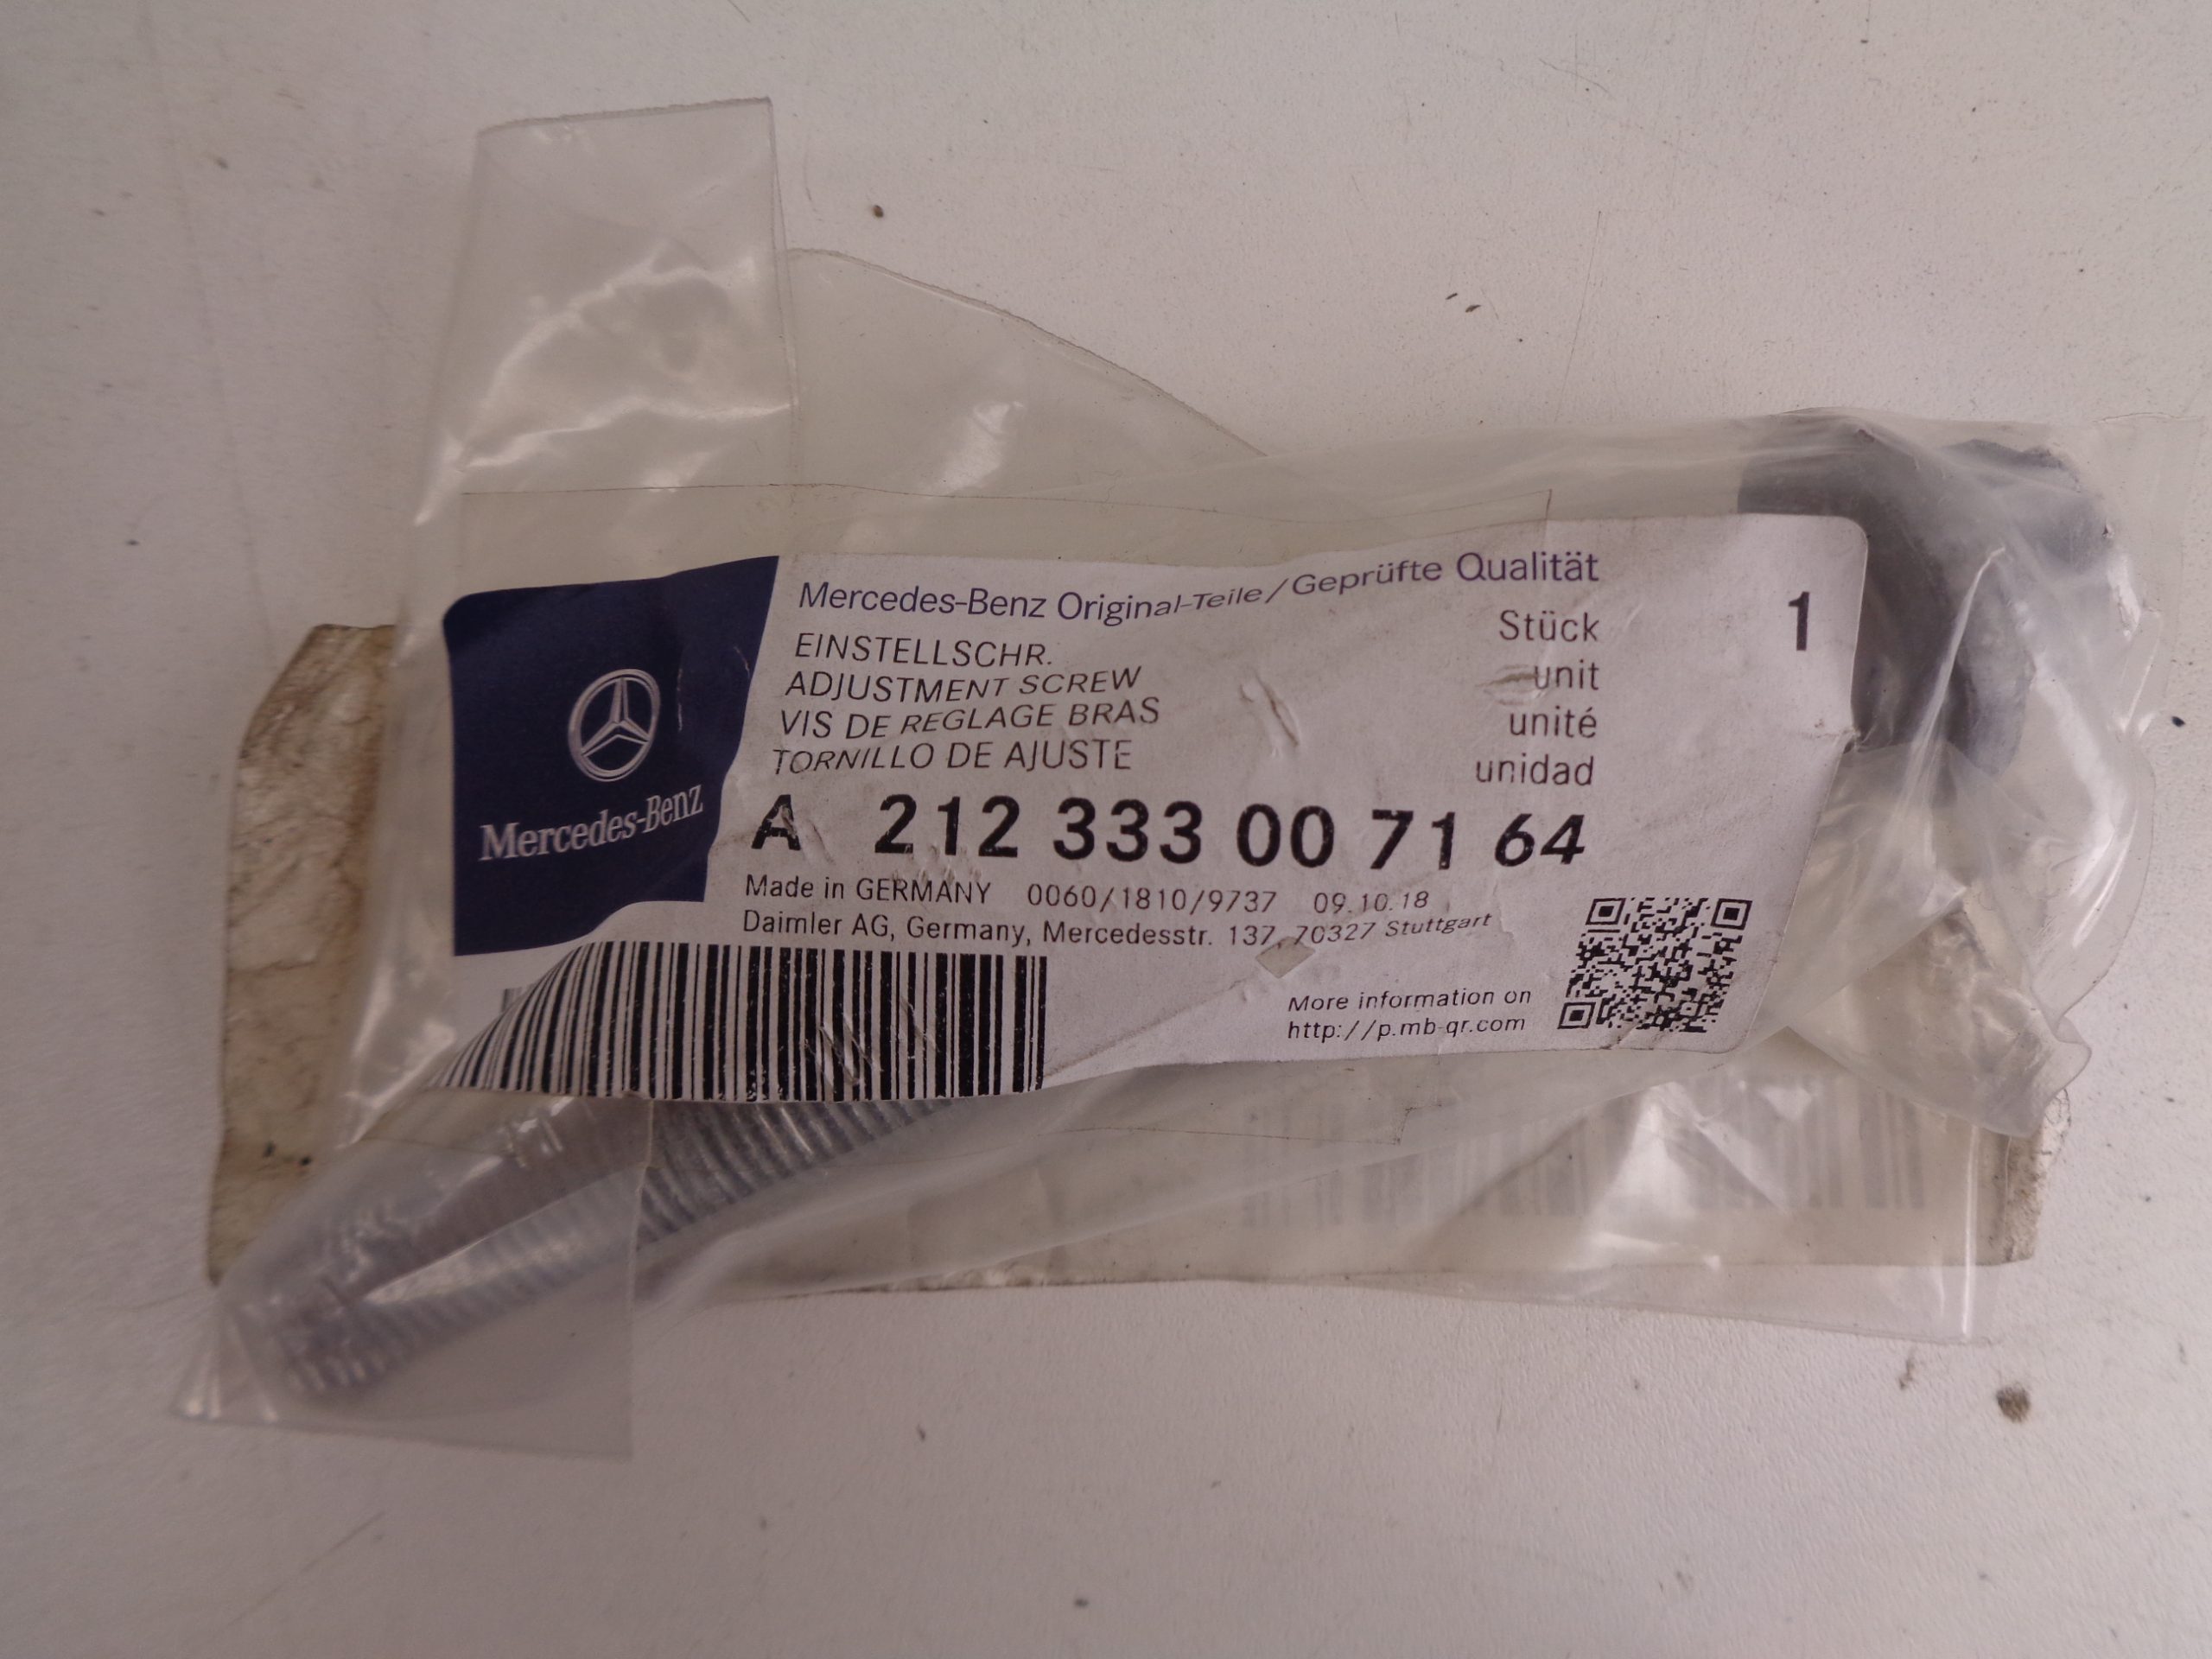 Mercedes-Benz
Mercedes-Benz Original-Teile/Geprüfte Qualität
EINSTELLSCHR.
ADJUSTMENT SCREW
VIS DE REGLAGE BRAS
TORNILLO DE AJUSTE
Stück 1
unit
unité
unidad
A 212 333 00 71 64
Made in GERMANY 0060/1810/9737 09.10.18
Daimler AG, Germany, Mercedesstr. 137, 70327 Stuttgart
More information on
http://p.mb-qr.com